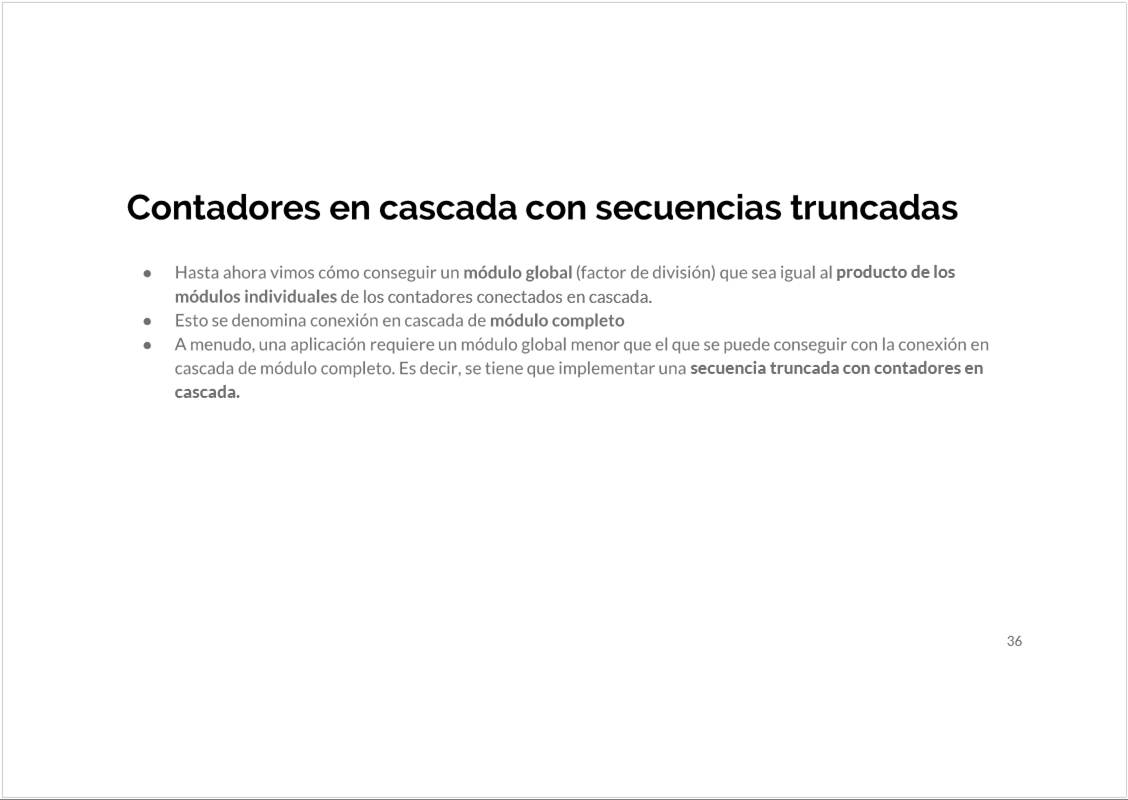 Contadores en cascada con secuencias truncadas
● Hasta ahora vimos cómo conseguir un módulo global (factor de división) que sea igual al producto de los
módulos individuales de los contadores conectados en cascada.
● Esto se denomina conexión en cascada de módulo completo
● A menudo, una aplicación requiere un módulo global menor que el que se puede conseguir con la conexión en
cascada de módulo completo. Es decir, se tiene que implementar una secuencia truncada con contadores en
cascada.
36